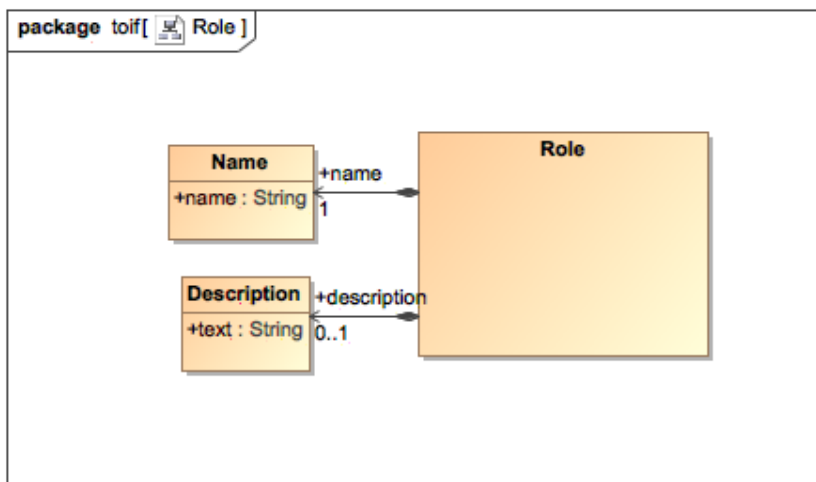 package toif[ Role ]
Role
Name
+name
+name : String
1
Description
+description
+text : String
0..1